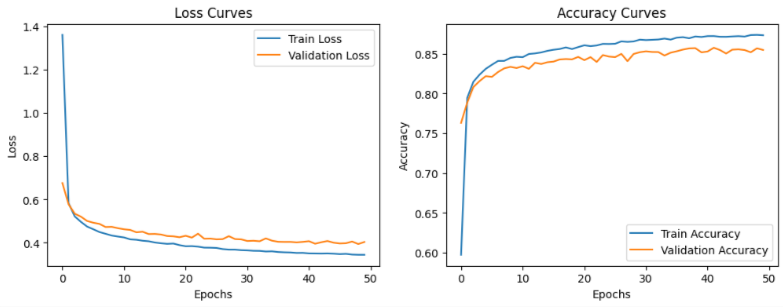 Loss Curves
1.4
1.2
1.0
0.8
0.6
0.4
Loss
0
10
20
30
40
50
Epochs
Train Loss
Validation Loss
Accuracy Curves
0.85
0.80
0.75
0.70
0.65
0.60
Accuracy
0
10
20
30
40
50
Epochs
Train Accuracy
Validation Accuracy